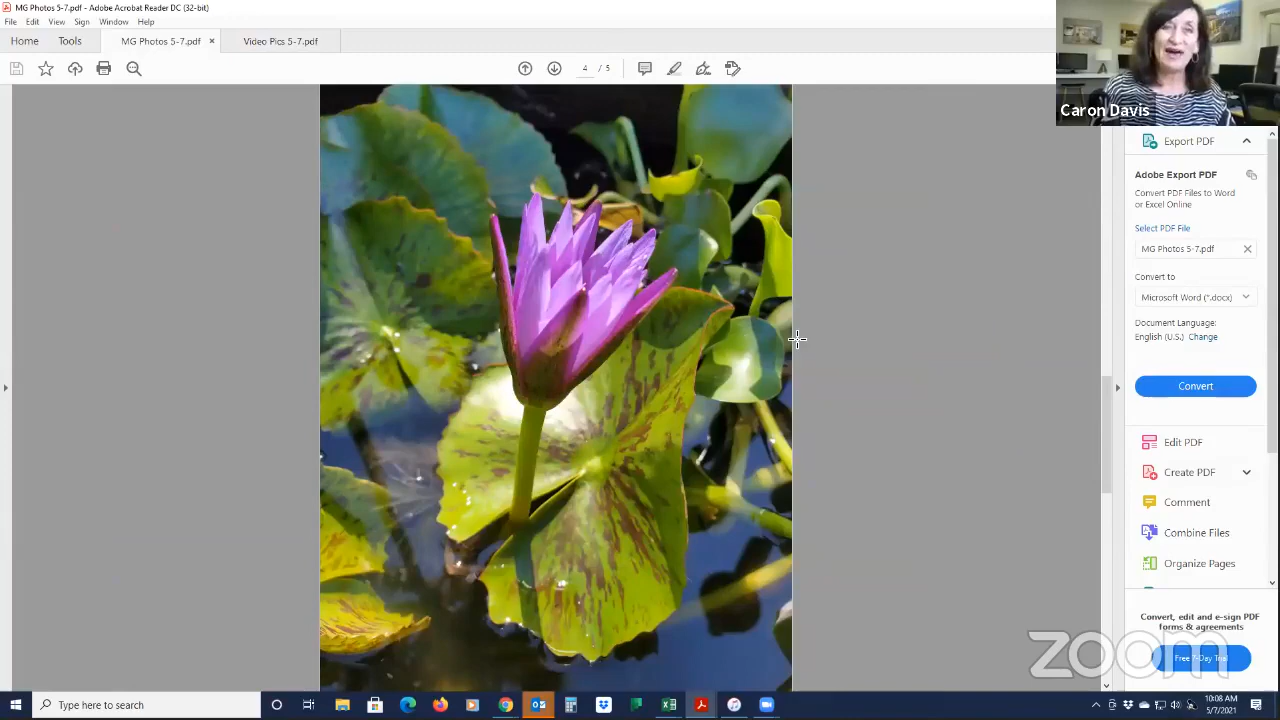 MG Photos 5-7.pdf - Adobe Acrobat Reader DC (32-bit)
File Edit View Sign Window Help
Home Tools MG Photos 5-7.pdf × Video Pics 5-7.pdf
4 / 5
Caron Davis
Export PDF
Adobe Export PDF
Convert PDF Files to Word
or Excel Online
Select PDF File
MG Photos 5-7.pdf
Convert to
Microsoft Word (*.docx)
Document Language:
English (U.S.) Change
Convert
Edit PDF
Create PDF
Comment
Combine Files
Organize Pages
Convert, edit and e-sign PDF
forms & agreements
Free 7-Day Trial
zoom
Type here to search
10:08 AM
5/7/2021